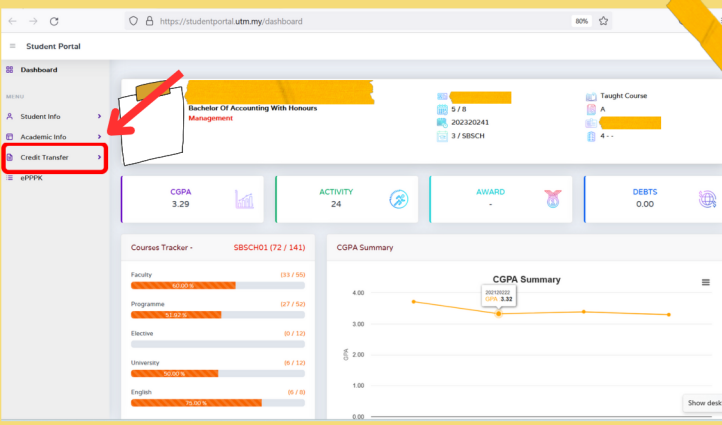 https://studentportal.utm.my/dashboard
80%
Student Portal
Dashboard
MENU
Student Info
Academic Info
Credit Transfer
ePPPK
Bachelor Of Accounting With Honours
Management
5 / 8
202320241
3 / SBSCH
Taught Course
A
4 - -
CGPA
3.29
ACTIVITY
24
AWARD
-
DEBTS
0.00
Courses Tracker - SBSCH01 (72 / 141)
Faculty (33 / 55)
60.00%
Programme (27 / 52)
51.92%
Elective (0 / 12)
University (6 / 12)
50.00%
English (6 / 8)
75.00%
CGPA Summary
CGPA Summary
202120222
GPA 3.32
4.00
3.00
2.00
1.00
0.00
GPA
Show desk